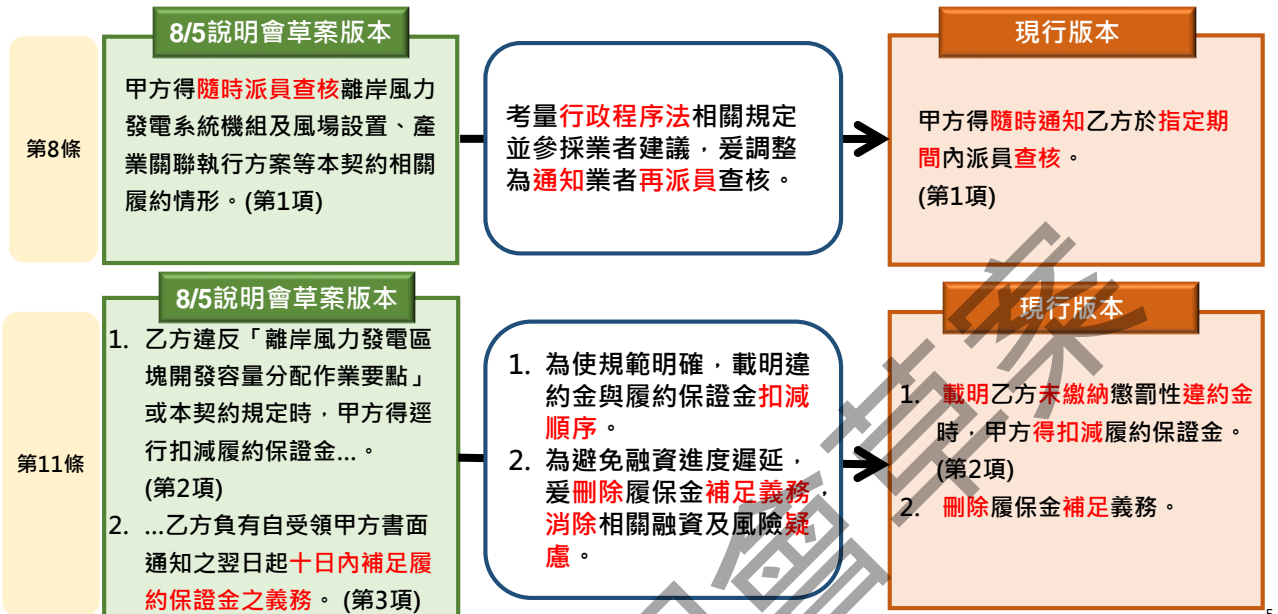 8/5說明會草案版本
現行版本
第8條
甲方得隨時派員查核離岸風力
發電系統機組及風場設置、產
業關聯執行方案等本契約相關
履約情形。(第1項)
考量行政程序法相關規定
並參採業者建議，爰調整
為通知業者再派員查核。
甲方得隨時通知乙方於指定期
間內派員查核。
(第1項)
8/5說明會草案版本
現行版本
第11條
1. 乙方違反「離岸風力發電區
塊開發容量分配作業要點」
或本契約規定時，甲方得逕
行扣減履約保證金…。
(第2項)
2. …乙方負有自受領甲方書面
通知之翌日起十日內補足履
約保證金之義務。 (第3項)
1. 為使規範明確，載明違
約金與履約保證金扣減
順序。
2. 為避免融資進度遲延，
爰刪除履保金補足義務，
消除相關融資及風險疑
慮。
1. 載明乙方未繳納懲罰性違約金
時，甲方得扣減履約保證金。
(第2項)
2. 刪除履保金補足義務。
會草案